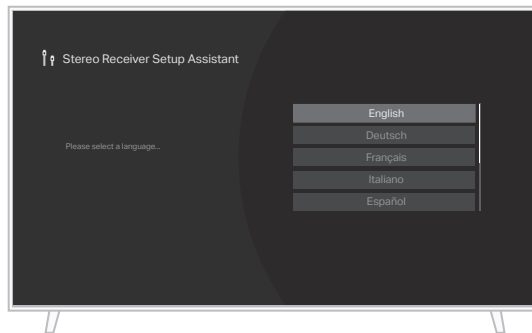 Stereo Receiver Setup Assistant
Please select a language...
English
Deutsch
Français
Italiano
Español